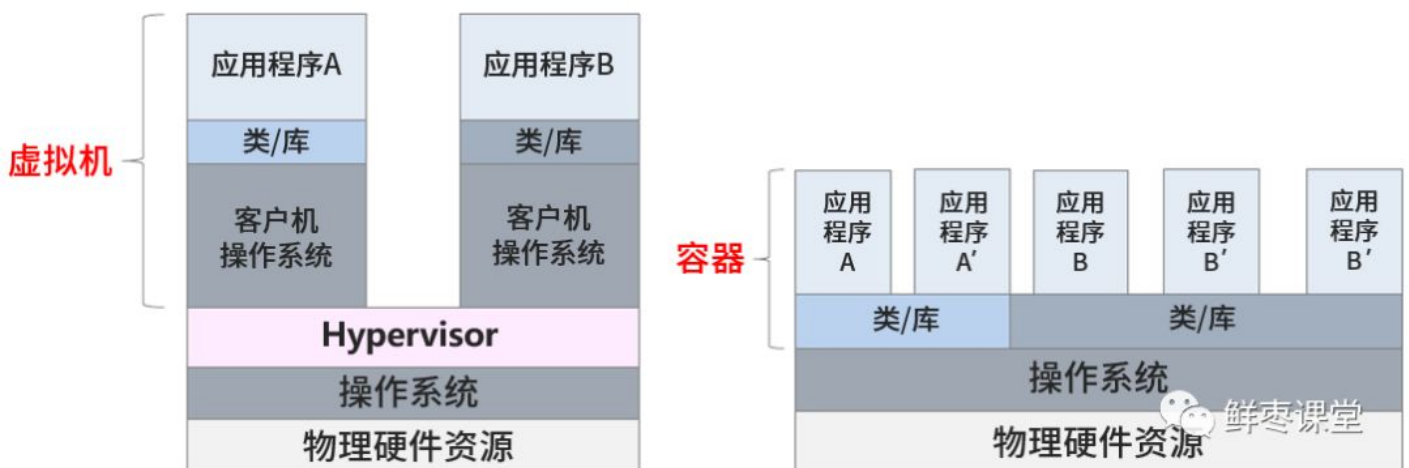 应用程序A
应用程序B
类/库
类/库
虚拟机
客户机
操作系统
客户机
操作系统
Hypervisor
操作系统
物理硬件资源
容器
应用
程序
A
应用
程序
A′
应用
程序
B
应用
程序
B′
应用
程序
B′
类/库
类/库
操作系统
物理硬件资源
鲜枣课堂